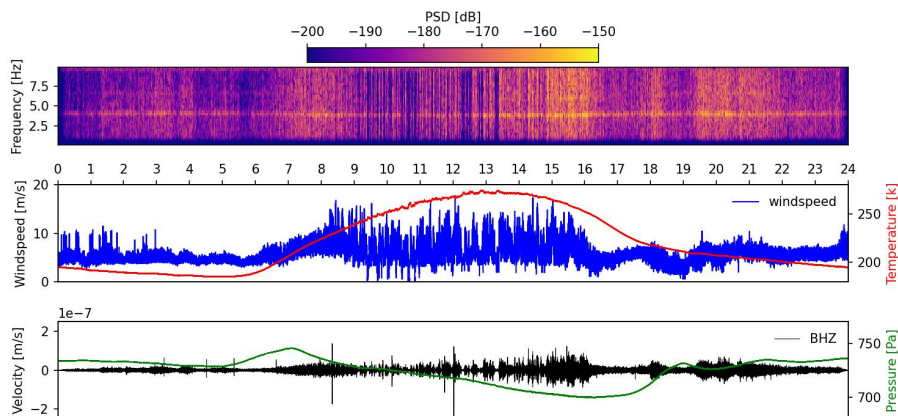 PSD [dB]
−200 −190 −180 −170 −160 −150
Frequency [Hz]
7.5
5.0
2.5
0 1 2 3 4 5 6 7 8 9 10 11 12 13 14 15 16 17 18 19 20 21 22 23 24
Windspeed [m/s]
20
10
0
windspeed
250
200
Temperature [k]
1e−7
Velocity [m/s]
2
0
−2
BHZ
750
700
Pressure [Pa]